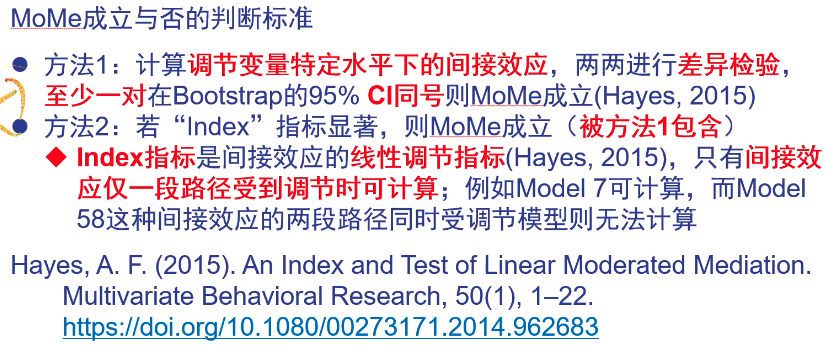 MoMe成立与否的判断标准
● 方法1：计算调节变量特定水平下的间接效应，两两进行差异检验，
至少一对在Bootstrap的95% CI同号则MoMe成立(Hayes, 2015)
● 方法2：若“Index”指标显著，则MoMe成立（被方法1包含）
◆ Index指标是间接效应的线性调节指标(Hayes, 2015)，只有间接效
应仅一段路径受到调节时可计算；例如Model 7可计算，而Model
58这种间接效应的两段路径同时受调节模型则无法计算
Hayes, A. F. (2015). An Index and Test of Linear Moderated Mediation.
Multivariate Behavioral Research, 50(1), 1–22.
https://doi.org/10.1080/00273171.2014.962683